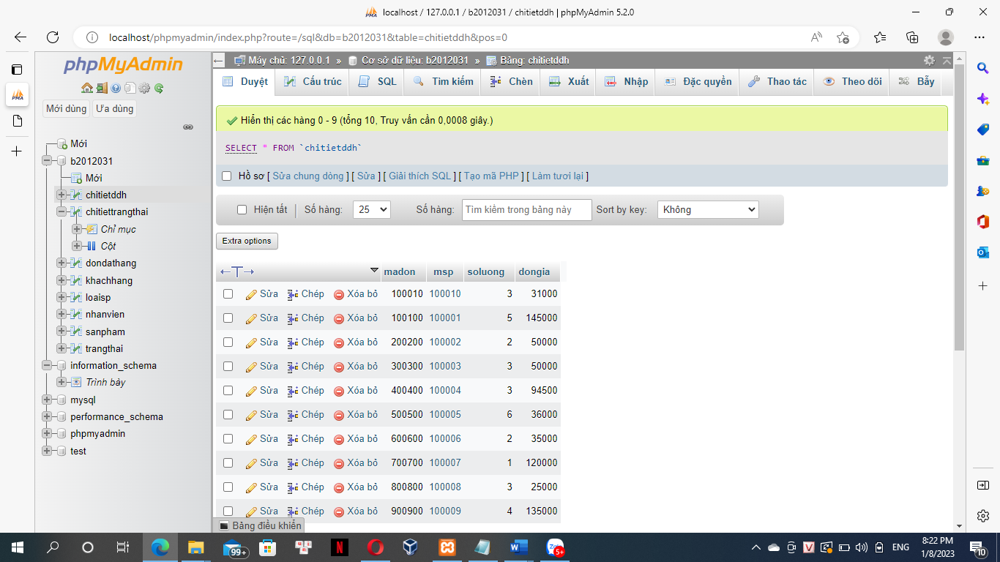 localhost / 127.0.0.1 / b2012031 / chitietddh | phpMyAdmin 5.2.0
localhost/phpmyadmin/index.php?route=/sql&db=b2012031&table=chitietddh&pos=0
phpMyAdmin
Mới dùng Ưa dùng
Mới
b2012031
Mới
chitietddh
chitiettrangthai
Chỉ mục
Cột
dondathang
khachhang
loaisp
nhanvien
sanpham
trangthai
information_schema
Trình bày
mysql
performance_schema
phpmyadmin
test
Máy chủ: 127.0.0.1 » Cơ sở dữ liệu: b2012031 » Bảng: chitietddh
Duyệt Cấu trúc SQL Tìm kiếm Chèn Xuất Nhập Đặc quyền Thao tác Theo dõi Bẫy
Hiển thị các hàng 0 - 9 (tổng 10, Truy vấn cần 0,0008 giây.)
SELECT * FROM `chitietddh`
Hồ sơ [ Sửa chung dòng ] [ Sửa ] [ Giải thích SQL ] [ Tạo mã PHP ] [ Làm tươi lại ]
Hiện tất Số hàng: 25 Số hàng: Tìm kiếm trong bảng này Sort by key: Không
Extra options
←T→ madon msp soluong dongia
Sửa Chép Xóa bỏ 100010 100010 3 31000
Sửa Chép Xóa bỏ 100100 100001 5 145000
Sửa Chép Xóa bỏ 200200 100002 2 50000
Sửa Chép Xóa bỏ 300300 100003 3 50000
Sửa Chép Xóa bỏ 400400 100004 3 94500
Sửa Chép Xóa bỏ 500500 100005 6 36000
Sửa Chép Xóa bỏ 600600 100006 2 35000
Sửa Chép Xóa bỏ 700700 100007 1 120000
Sửa Chép Xóa bỏ 800800 100008 3 25000
Sửa Chép Xóa bỏ 900900 100009 4 135000
Bảng điều khiển
99+
5+
ENG
8:22 PM
1/8/2023
10